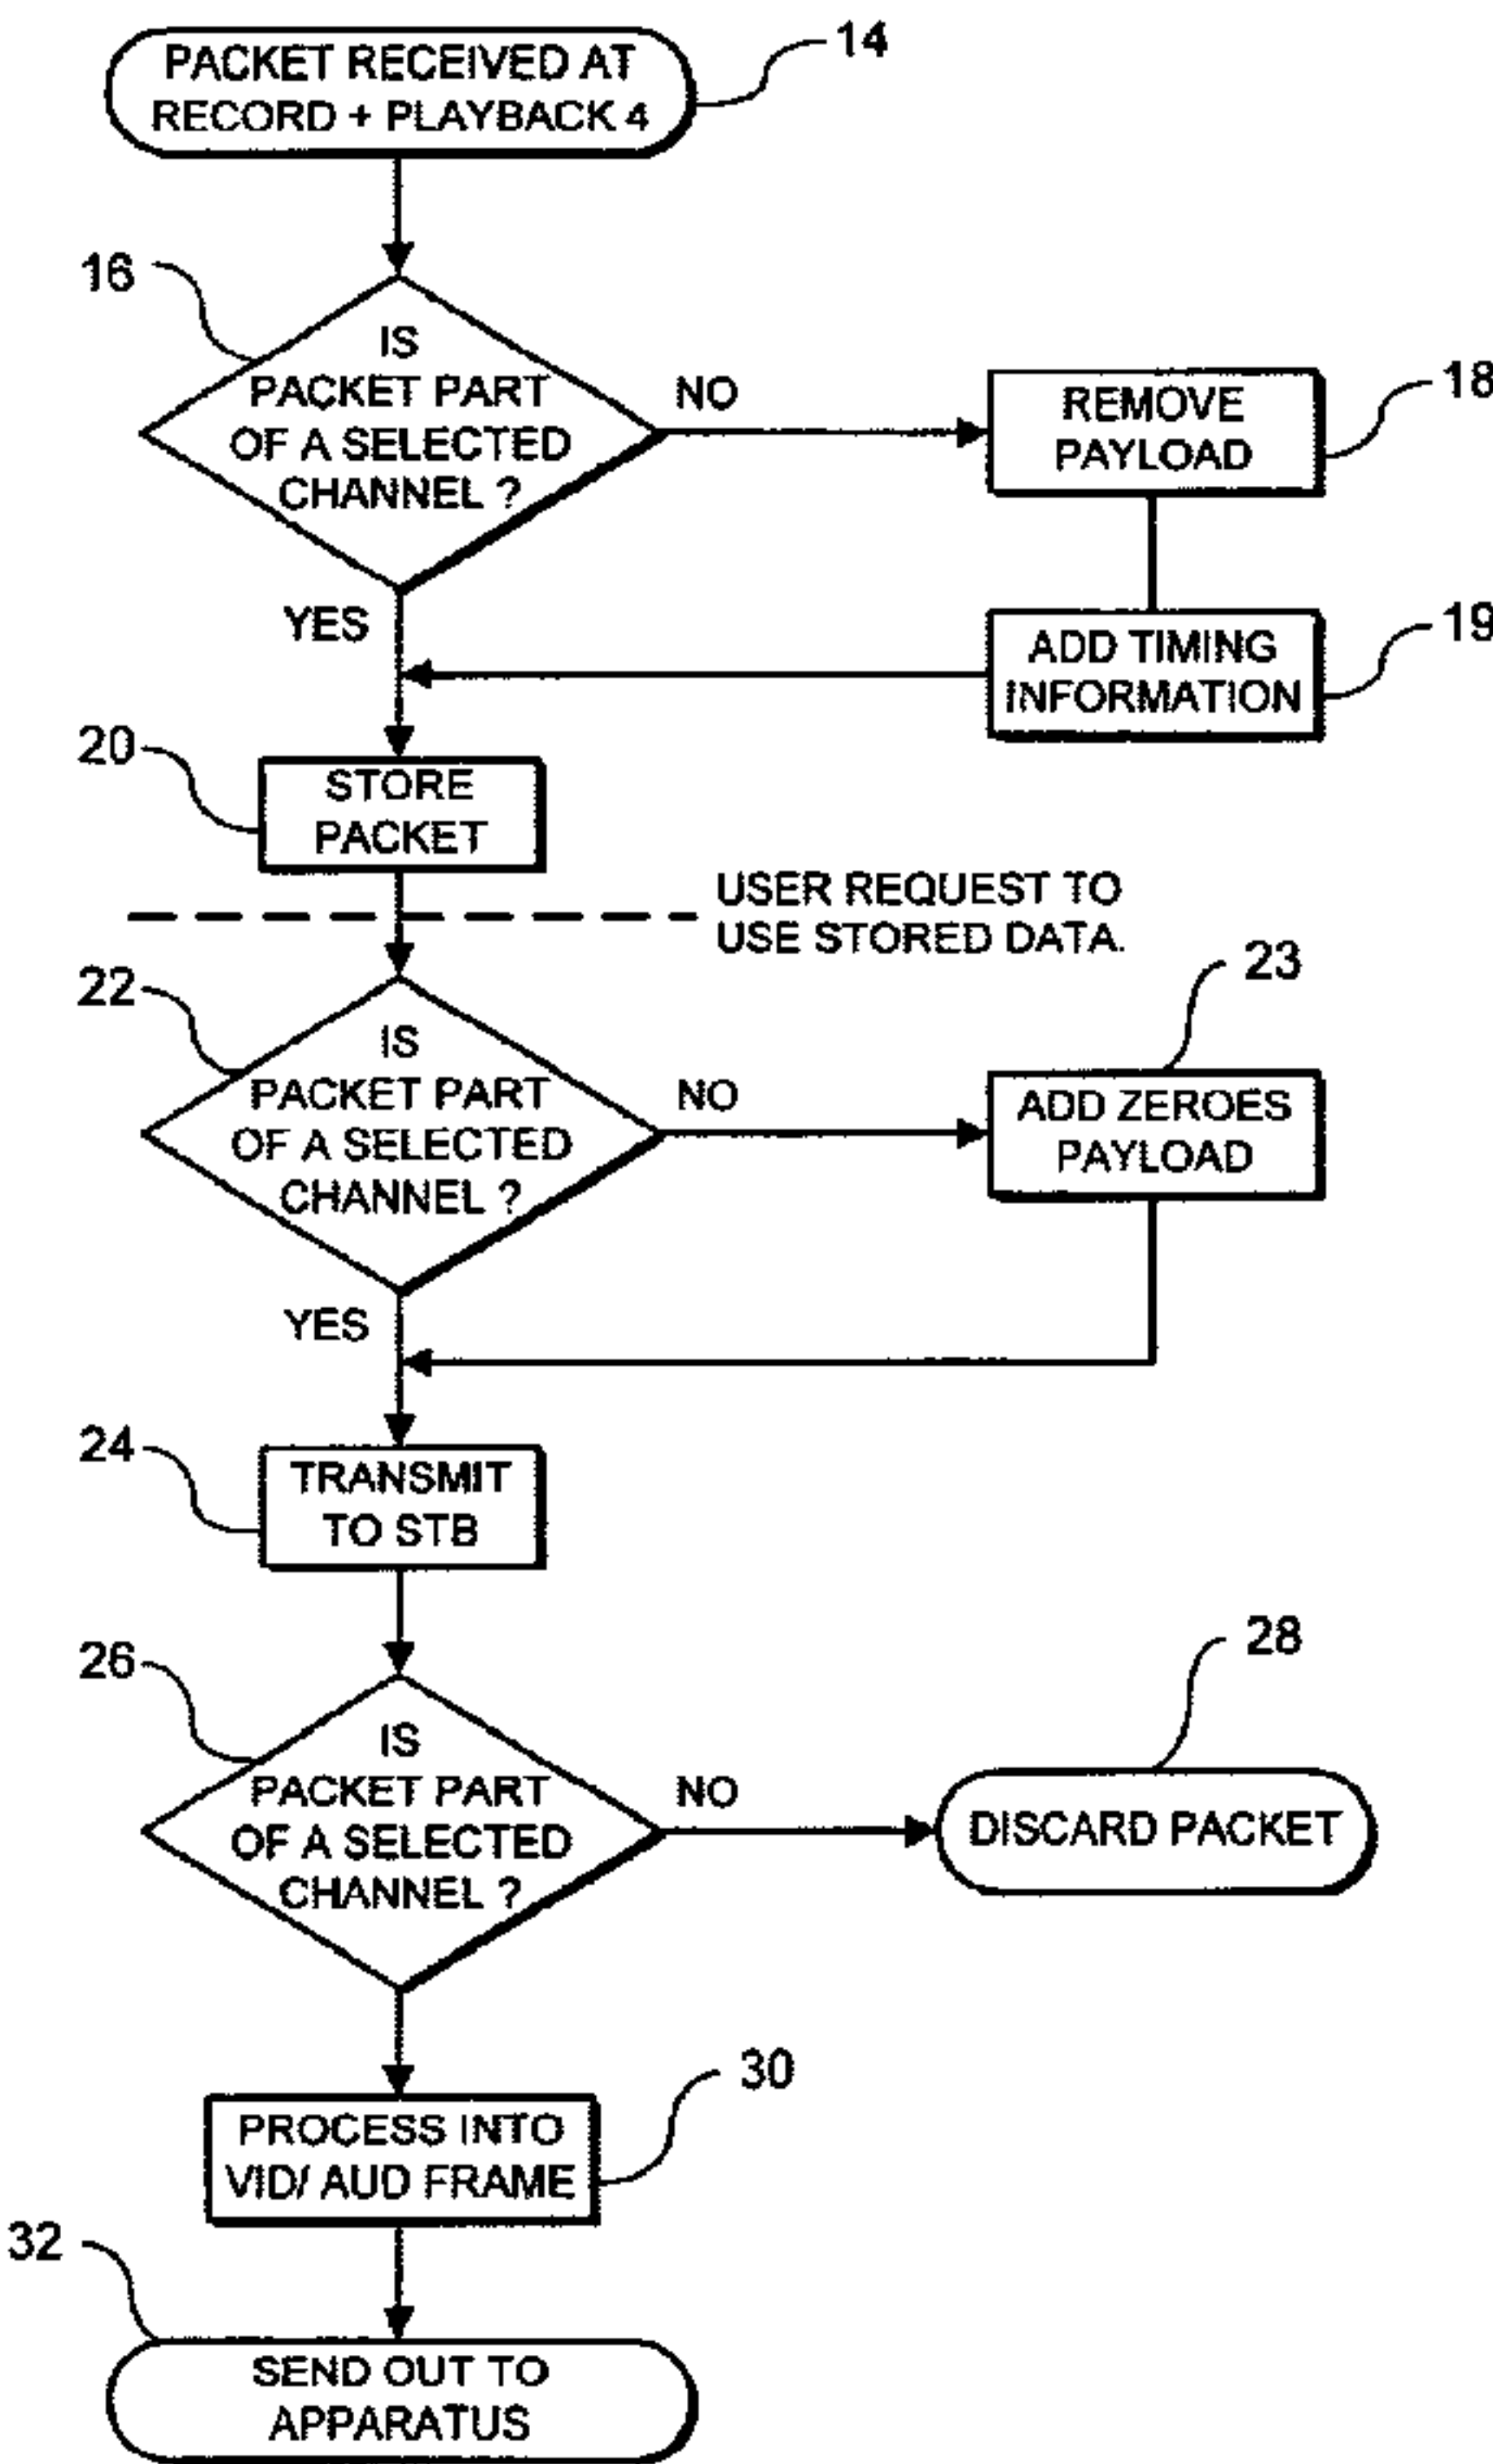 14
PACKET RECEIVED AT
RECORD + PLAYBACK 4
16
IS
PACKET PART
OF A SELECTED
CHANNEL ?
NO
REMOVE
PAYLOAD
18
YES
ADD TIMING
INFORMATION
19
20
STORE
PACKET
USER REQUEST TO
USE STORED DATA.
22
IS
PACKET PART
OF A SELECTED
CHANNEL ?
NO
23
ADD ZEROES
PAYLOAD
YES
24
TRANSMIT
TO STB
26
IS
PACKET PART
OF A SELECTED
CHANNEL ?
NO
28
DISCARD PACKET
30
PROCESS INTO
VID/ AUD FRAME
32
SEND OUT TO
APPARATUS